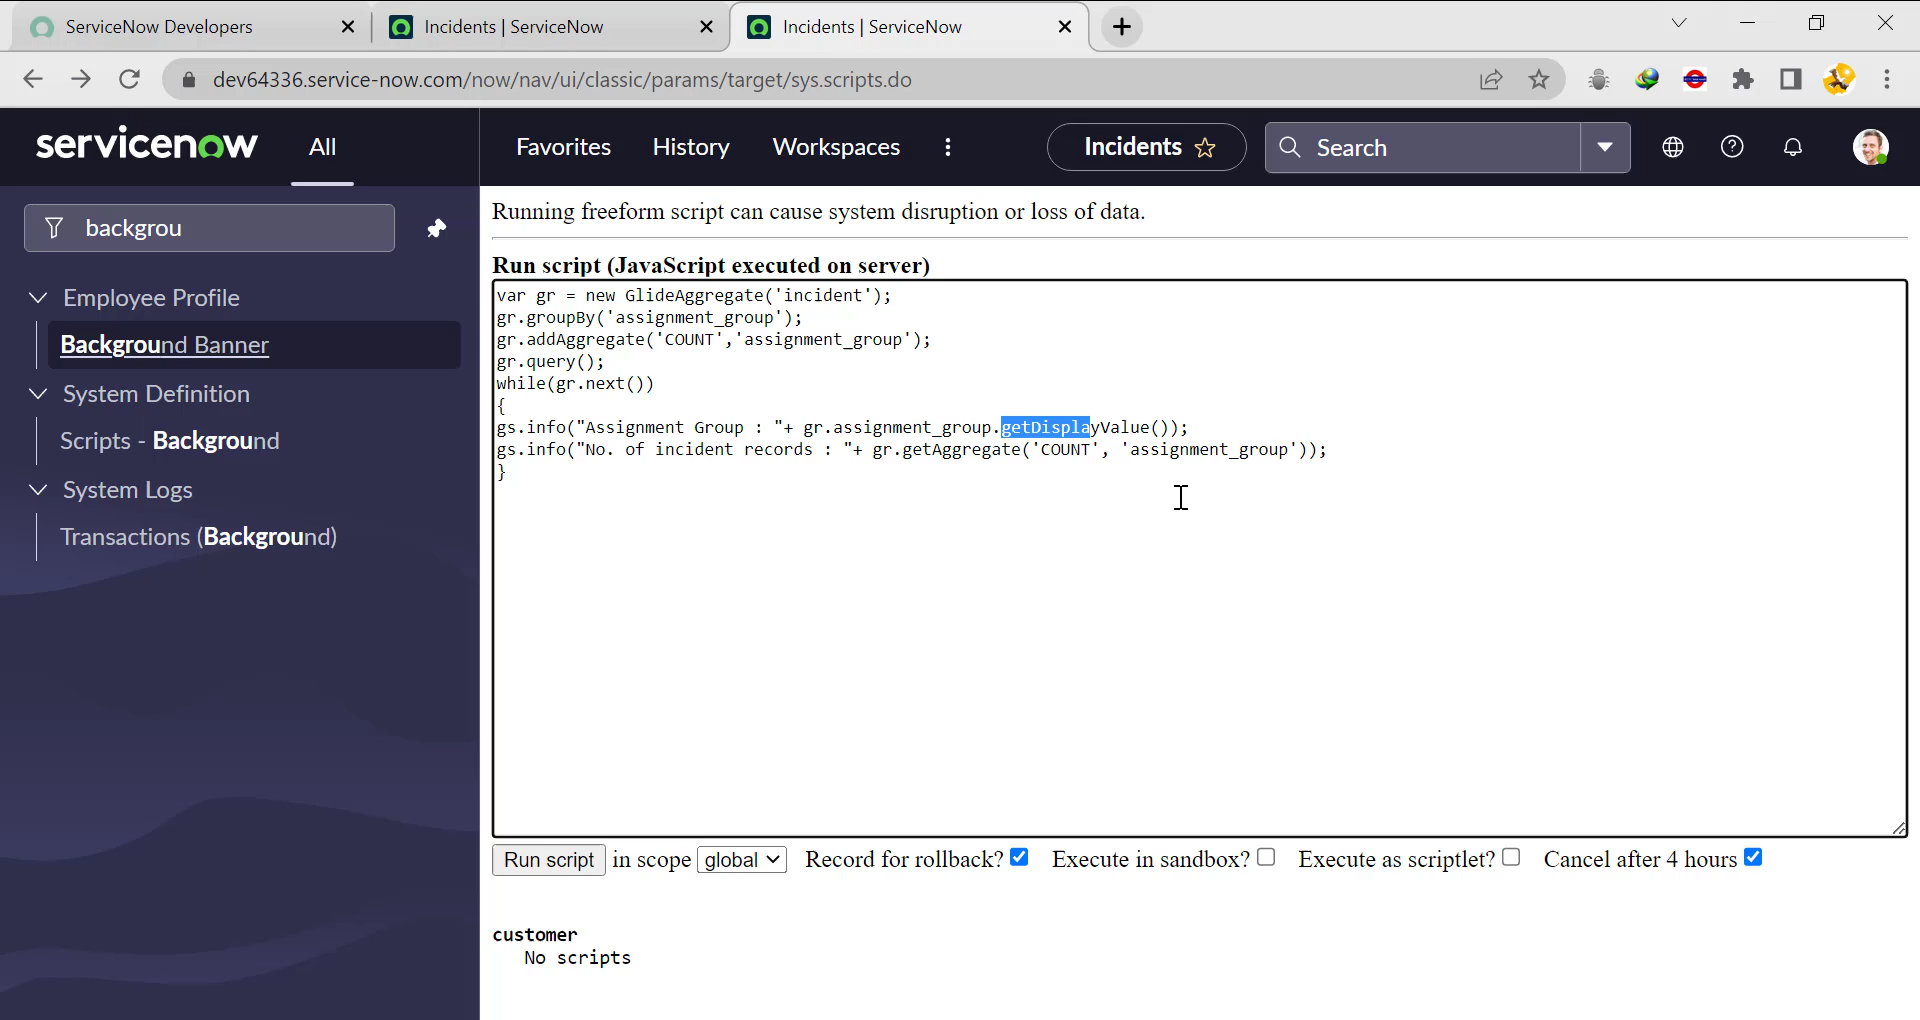 ServiceNow Developers
Incidents | ServiceNow
Incidents | ServiceNow
dev64336.service-now.com/now/nav/ui/classic/params/target/sys.scripts.do
servicenow
All
Favorites
History
Workspaces
Incidents
Search
backgrou
Employee Profile
Background Banner
System Definition
Scripts - Background
System Logs
Transactions (Background)
Running freeform script can cause system disruption or loss of data.
Run script (JavaScript executed on server)
var gr = new GlideAggregate('incident');
gr.groupBy('assignment_group');
gr.addAggregate('COUNT','assignment_group');
gr.query();
while(gr.next())
{
gs.info("Assignment Group : "+ gr.assignment_group.getDisplayValue());
gs.info("No. of incident records : "+ gr.getAggregate('COUNT', 'assignment_group'));
}
Run script in scope global Record for rollback? Execute in sandbox? Execute as scriptlet? Cancel after 4 hours
customer
No scripts